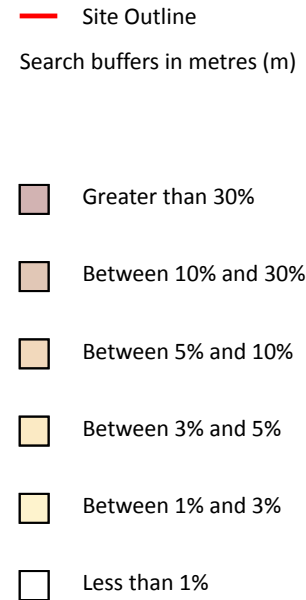 Site Outline
Search buffers in metres (m)
Greater than 30%
Between 10% and 30%
Between 5% and 10%
Between 3% and 5%
Between 1% and 3%
Less than 1%